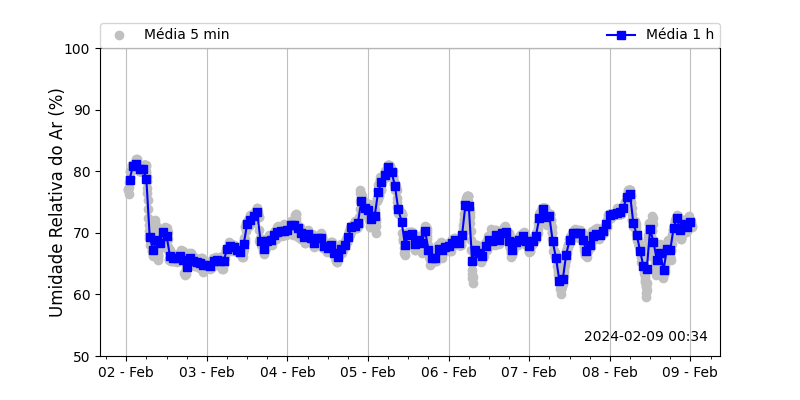 Média 5 min
Média 1 h
Umidade Relativa do Ar (%)
100
90
80
70
60
50
2024-02-09 00:34
02 - Feb
03 - Feb
04 - Feb
05 - Feb
06 - Feb
07 - Feb
08 - Feb
09 - Feb